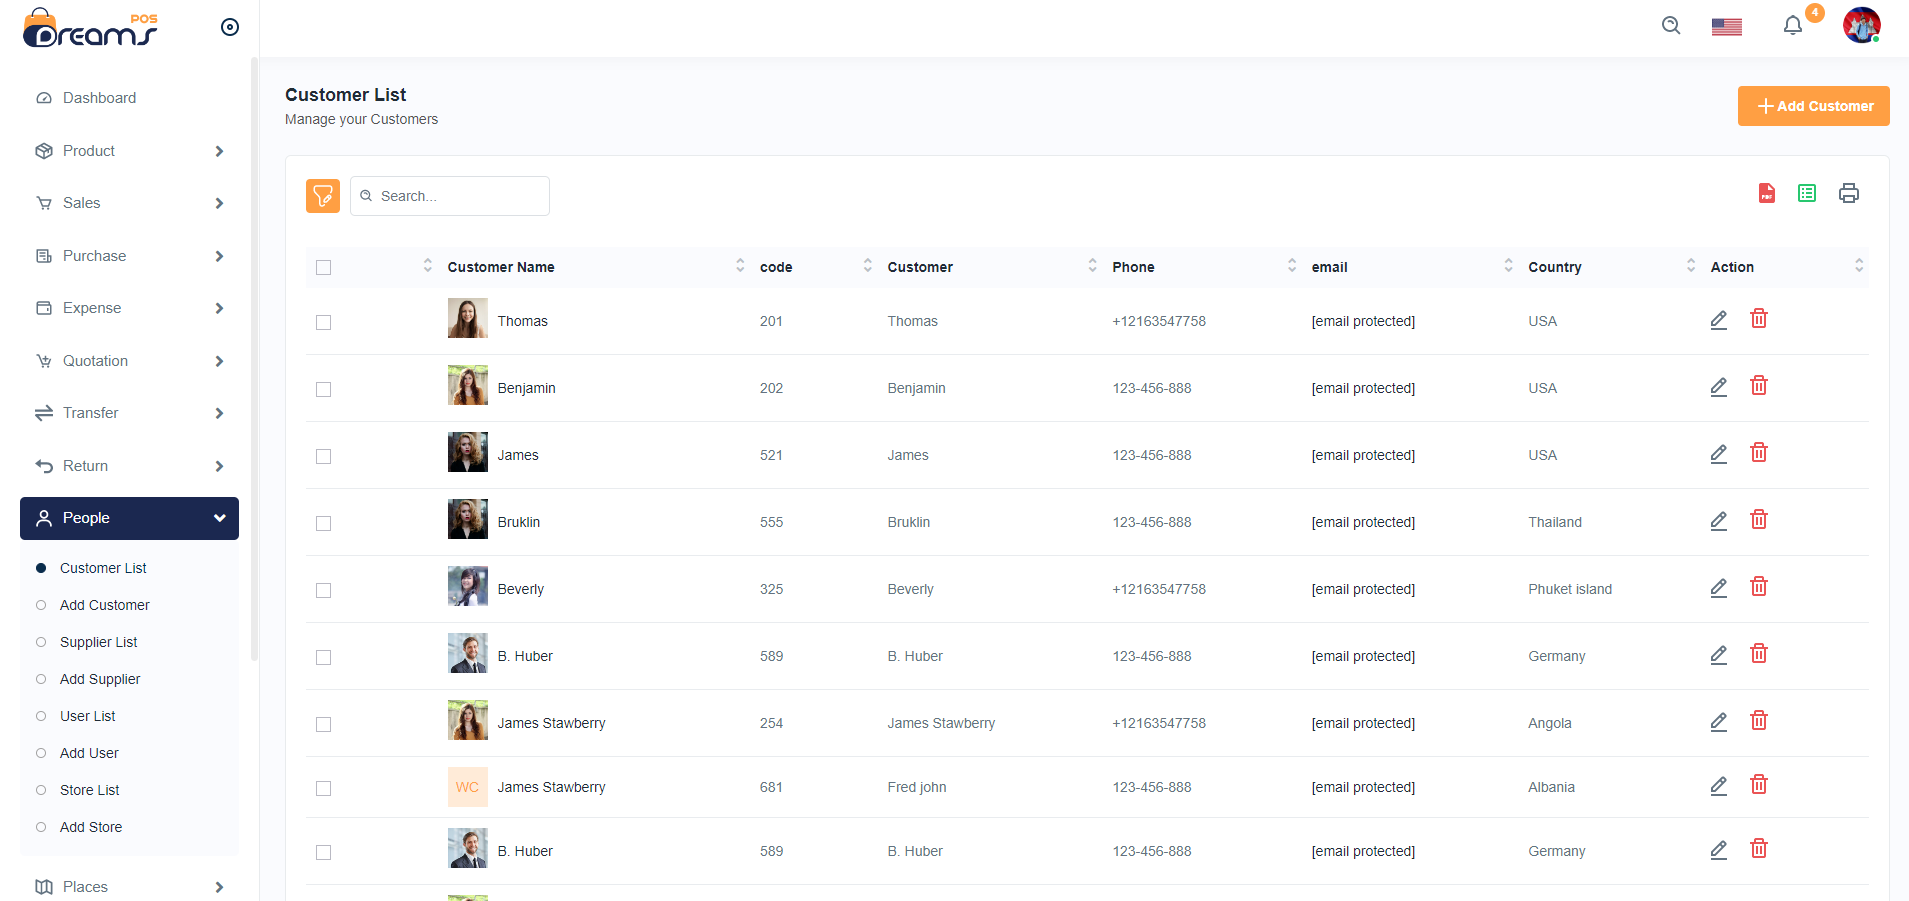 POS
Dreams
4
Dashboard
Product
Sales
Purchase
Expense
Quotation
Transfer
Return
People
Customer List
Add Customer
Supplier List
Add Supplier
User List
Add User
Store List
Add Store
Places
Customer List
Manage your Customers
Add Customer
Search...
PDF
Customer Name code Customer Phone email Country Action
Thomas 201 Thomas +12163547758 [email protected] USA
Benjamin 202 Benjamin 123-456-888 [email protected] USA
James 521 James 123-456-888 [email protected] USA
Bruklin 555 Bruklin 123-456-888 [email protected] Thailand
Beverly 325 Beverly +12163547758 [email protected] Phuket island
B. Huber 589 B. Huber 123-456-888 [email protected] Germany
James Stawberry 254 James Stawberry +12163547758 [email protected] Angola
WC James Stawberry 681 Fred john 123-456-888 [email protected] Albania
B. Huber 589 B. Huber 123-456-888 [email protected] Germany